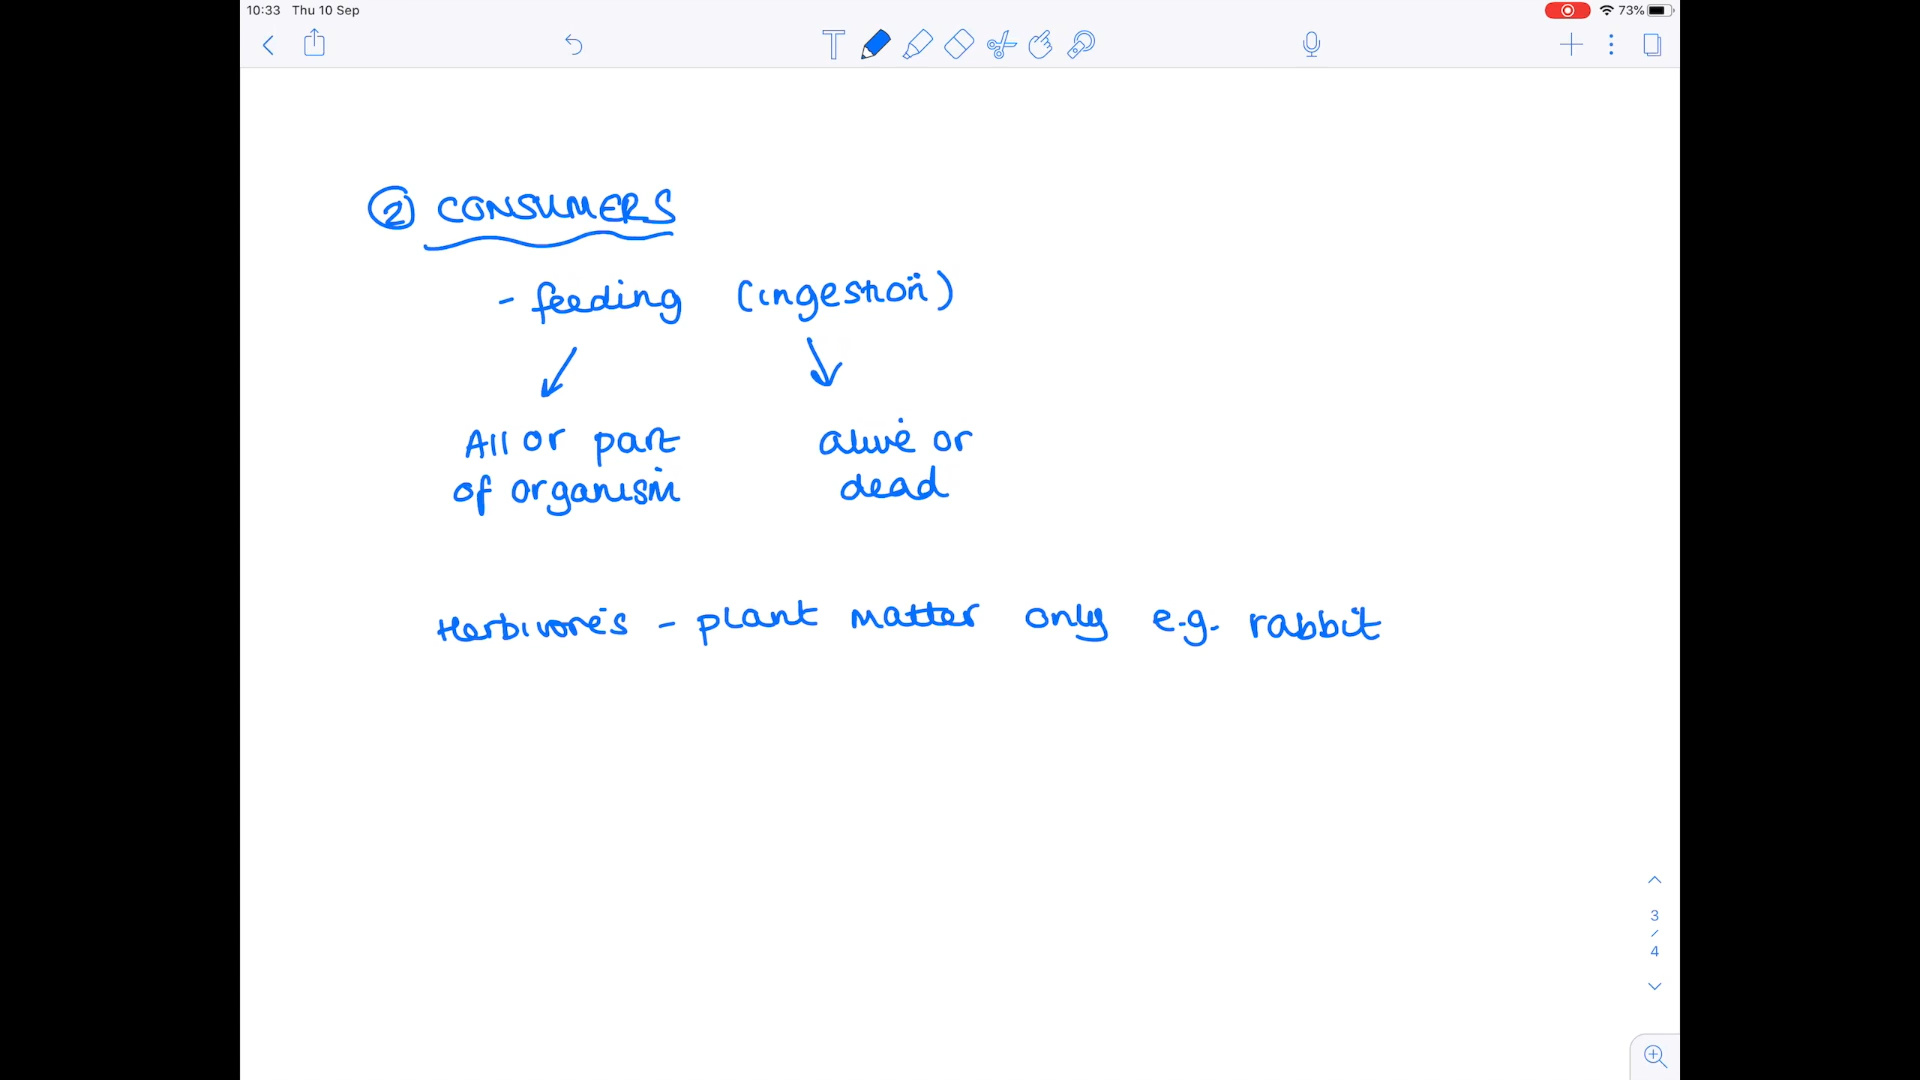 10:33 Thu 10 Sep 73%
② CONSUMERS
- feeding (ingestion)
All or part
of organism
alive or
dead
Herbivores - plant matter only e.g. rabbit
3
/
4